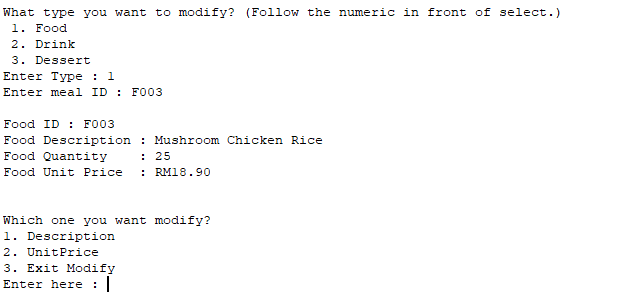 What type you want to modify? (Follow the numeric in front of select.)
1. Food
2. Drink
3. Dessert
Enter Type : 1
Enter meal ID : F003
Food ID : F003
Food Description : Mushroom Chicken Rice
Food Quantity    : 25
Food Unit Price  : RM18.90
Which one you want modify?
1. Description
2. UnitPrice
3. Exit Modify
Enter here :